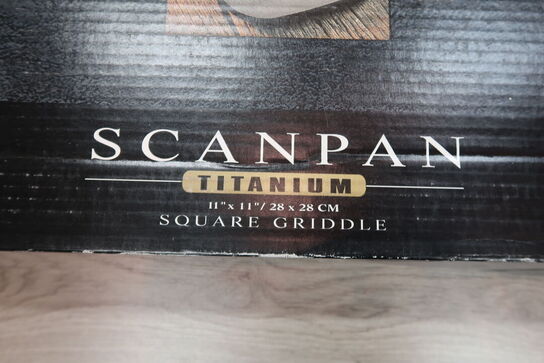 SCANPAN
TITANIUM
11" x 11"/ 28 x 28 CM
SQUARE GRIDDLE